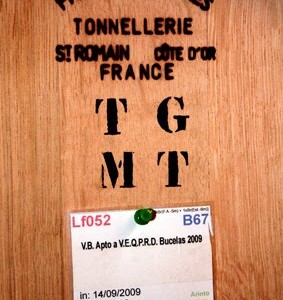 TONNELLERIE
ST ROMAIN CÔTE D'OR
FRANCE
T G
M T
Lf052 B67
V.B. Apto a V.E.Q.P.R.D. Bucelas 2009
in: 14/09/2009 Arinto